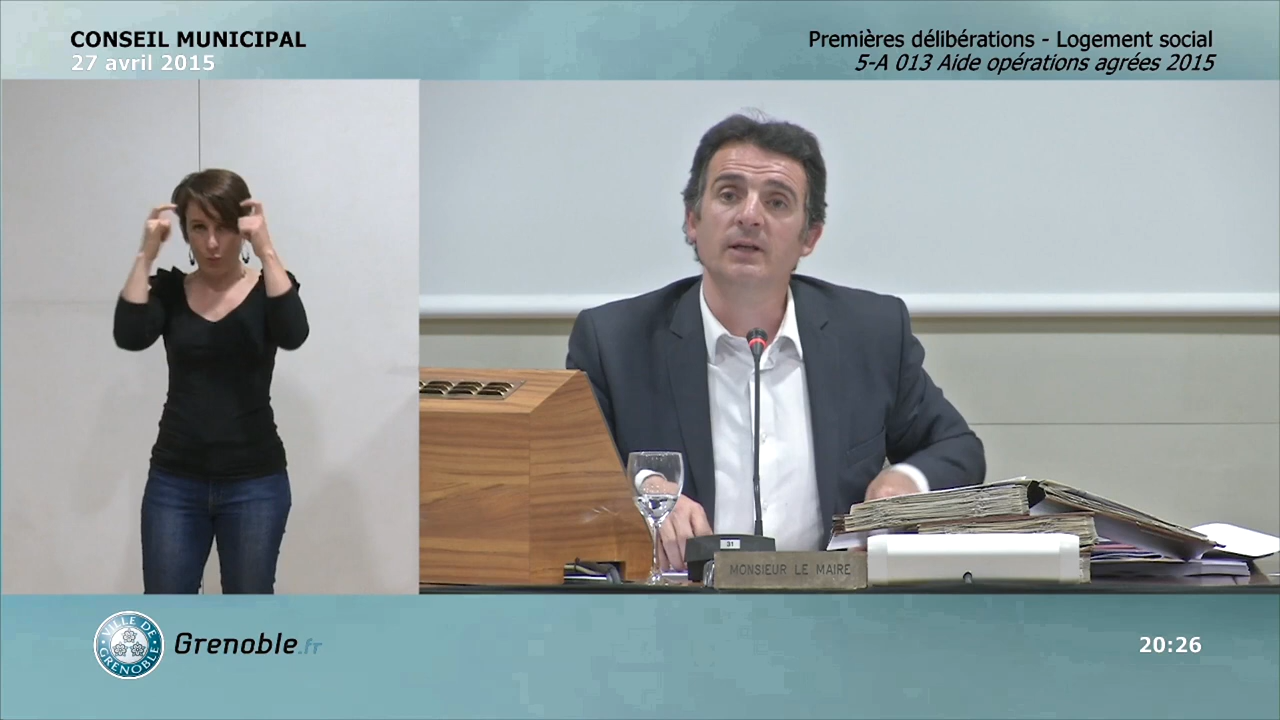 CONSEIL MUNICIPAL
27 avril 2015
Premières délibérations - Logement social
5-A 013 Aide opérations agrées 2015
31
MONSIEUR LE MAIRE
VILLE DE GRENOBLE
Grenoble.fr
20:26